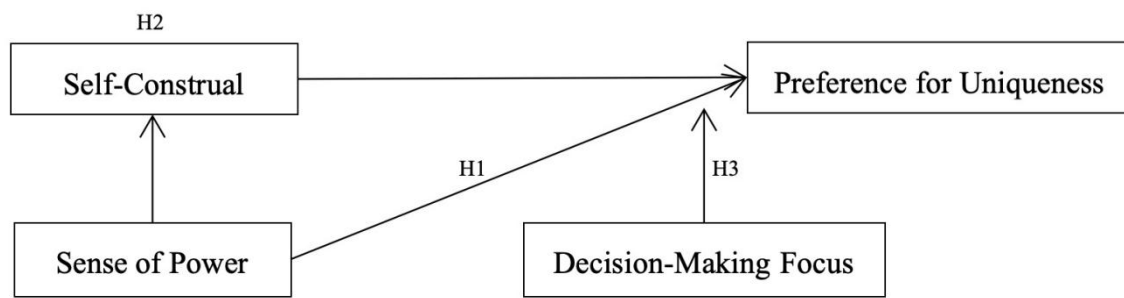 H2
Self-Construal
Preference for Uniqueness
H1
H3
Sense of Power
Decision-Making Focus